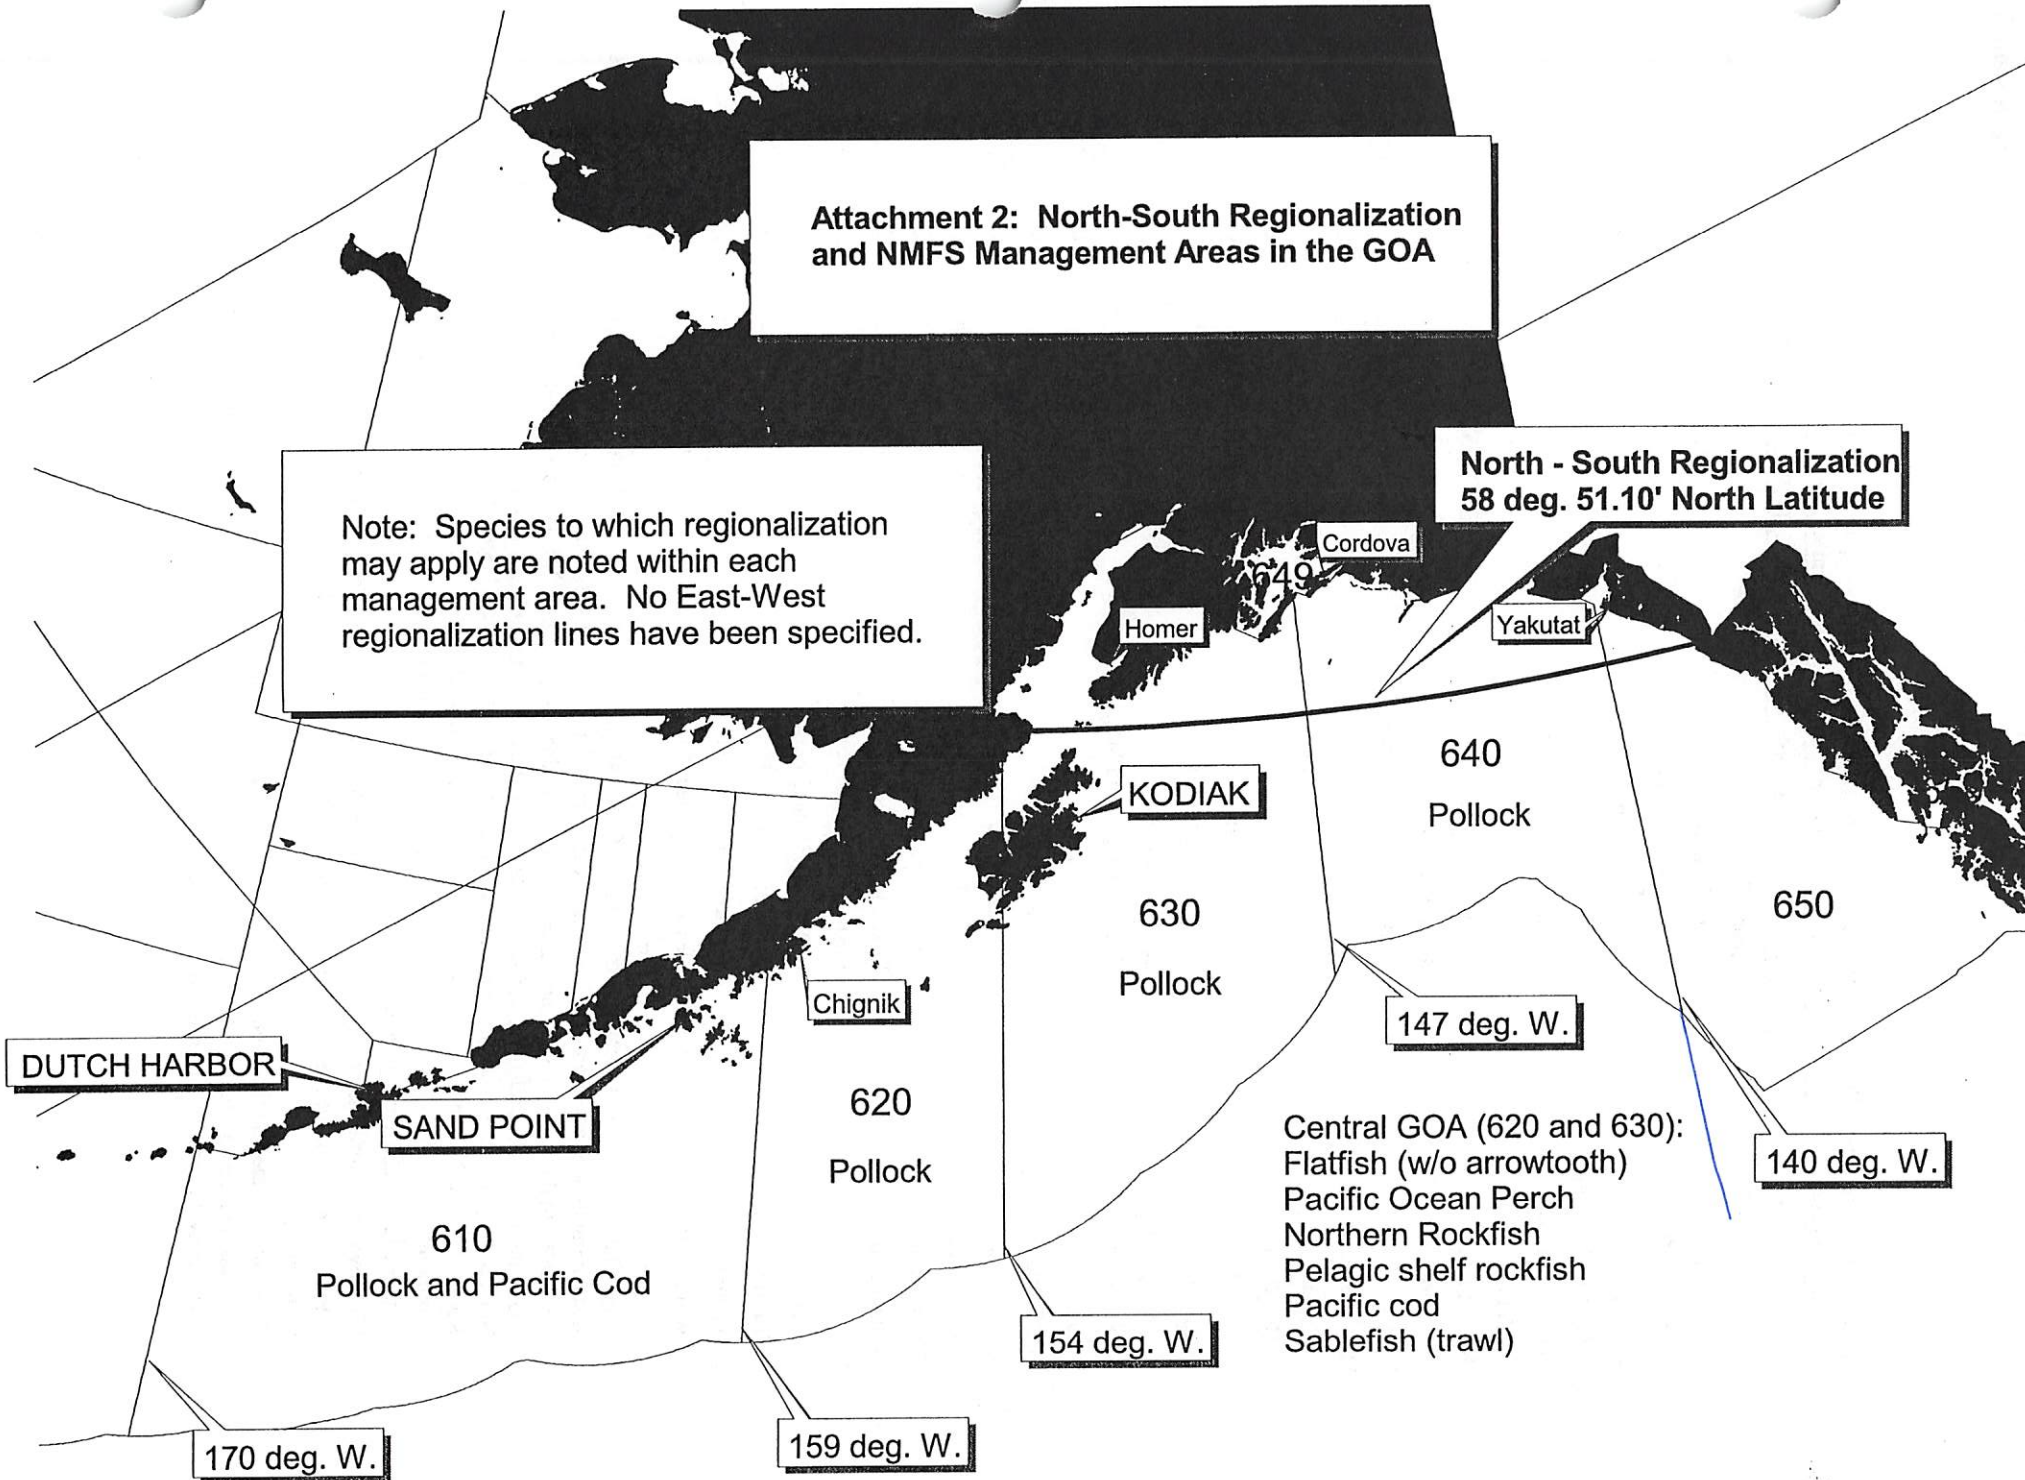 Attachment 2: North-South Regionalization
and NMFS Management Areas in the GOA
North - South Regionalization
58 deg. 51.10' North Latitude
Note: Species to which regionalization
may apply are noted within each
management area. No East-West
regionalization lines have been specified.
Cordova
649
Homer
Yakutat
640
Pollock
KODIAK
650
630
Pollock
Chignik
147 deg. W.
DUTCH HARBOR
SAND POINT
620
Pollock
140 deg. W.
Central GOA (620 and 630):
Flatfish (w/o arrowtooth)
Pacific Ocean Perch
Northern Rockfish
Pelagic shelf rockfish
Pacific cod
Sablefish (trawl)
610
Pollock and Pacific Cod
154 deg. W.
159 deg. W.
170 deg. W.